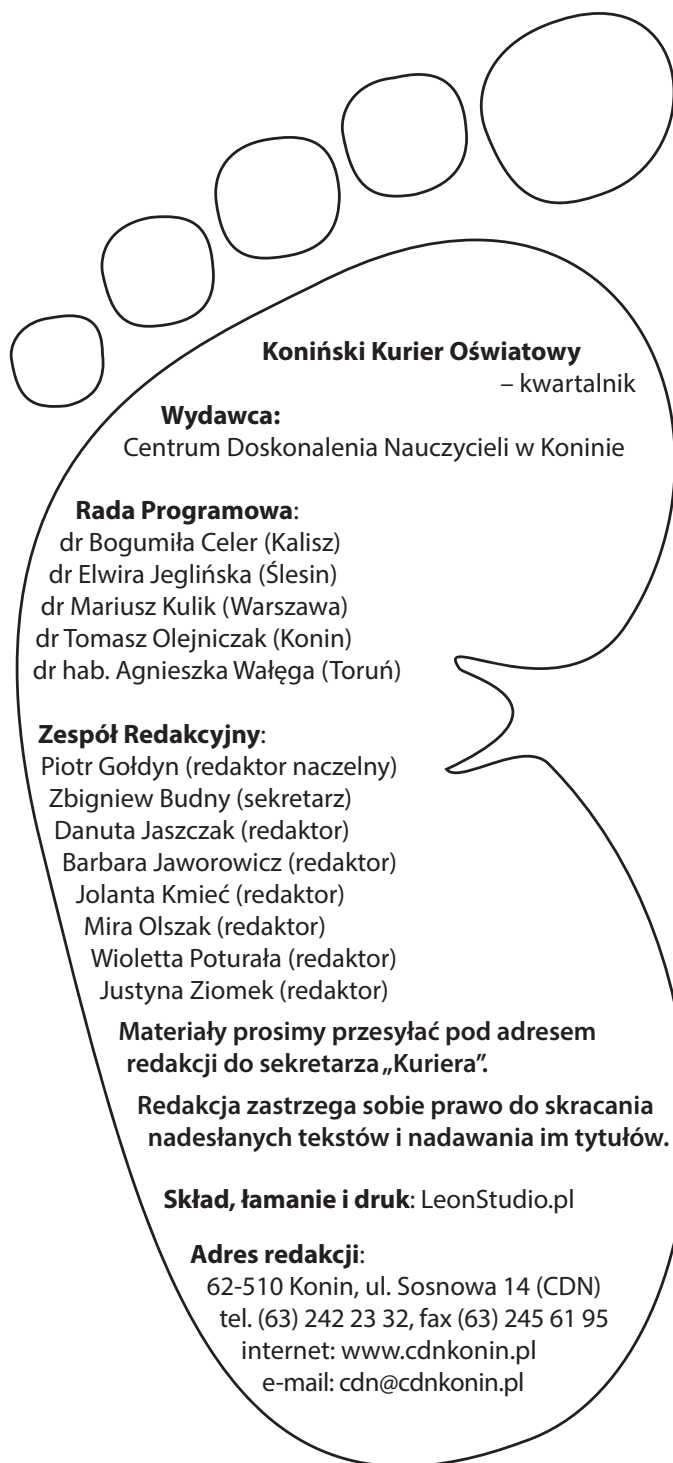 Koniński Kurier Oświatowy
– kwartalnik
Wydawca:
Centrum Doskonalenia Nauczycieli w Koninie
Rada Programowa:
dr Bogumiła Celer (Kalisz)
dr Elwira Jeglińska (Ślesin)
dr Mariusz Kulik (Warszawa)
dr Tomasz Olejniczak (Konin)
dr hab. Agnieszka Wałęga (Toruń)
Zespół Redakcyjny:
Piotr Gołdyn (redaktor naczelny)
Zbigniew Budny (sekretarz)
Danuta Jaszczak (redaktor)
Barbara Jaworowicz (redaktor)
Jolanta Kmieć (redaktor)
Mira Olszak (redaktor)
Wioletta Poturała (redaktor)
Justyna Ziomek (redaktor)
Materiały prosimy przesyłać pod adresem
redakcji do sekretarza „Kuriera”.
Redakcja zastrzega sobie prawo do skracania
nadesłanych tekstów i nadawania im tytułów.
Skład, łamanie i druk: LeonStudio.pl
Adres redakcji:
62-510 Konin, ul. Sosnowa 14 (CDN)
tel. (63) 242 23 32, fax (63) 245 61 95
internet: www.cdnkonin.pl
e-mail: cdn@cdnkonin.pl